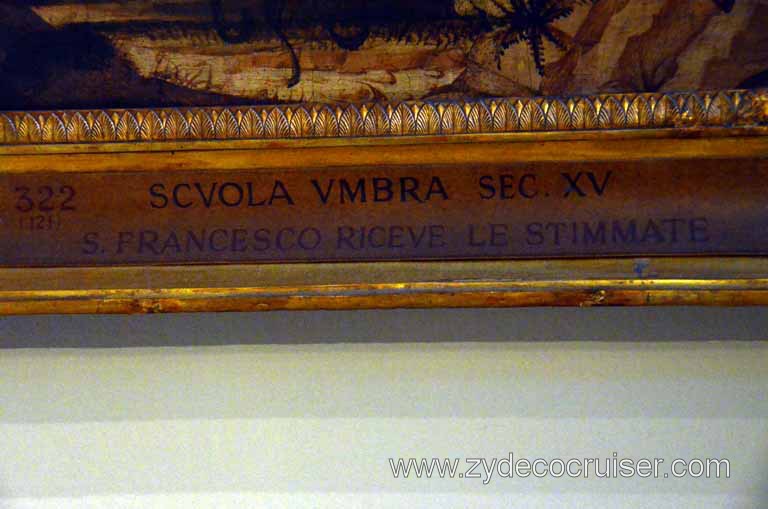 322 SCVOLA VMBRA SEC. XV
(121) S. FRANCESCO RICEVE LE STIMMATE
www.zydecocruiser.com